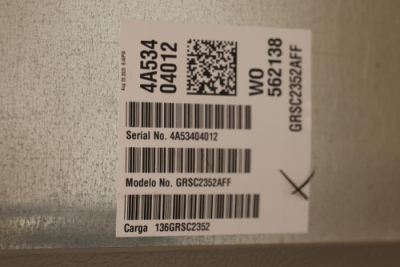 4A534
04012
WO
562138
GRSC2352AFF
Serial No. 4A53404012
Modelo No. GRSC2352AFF
Carga 136GRSC2352